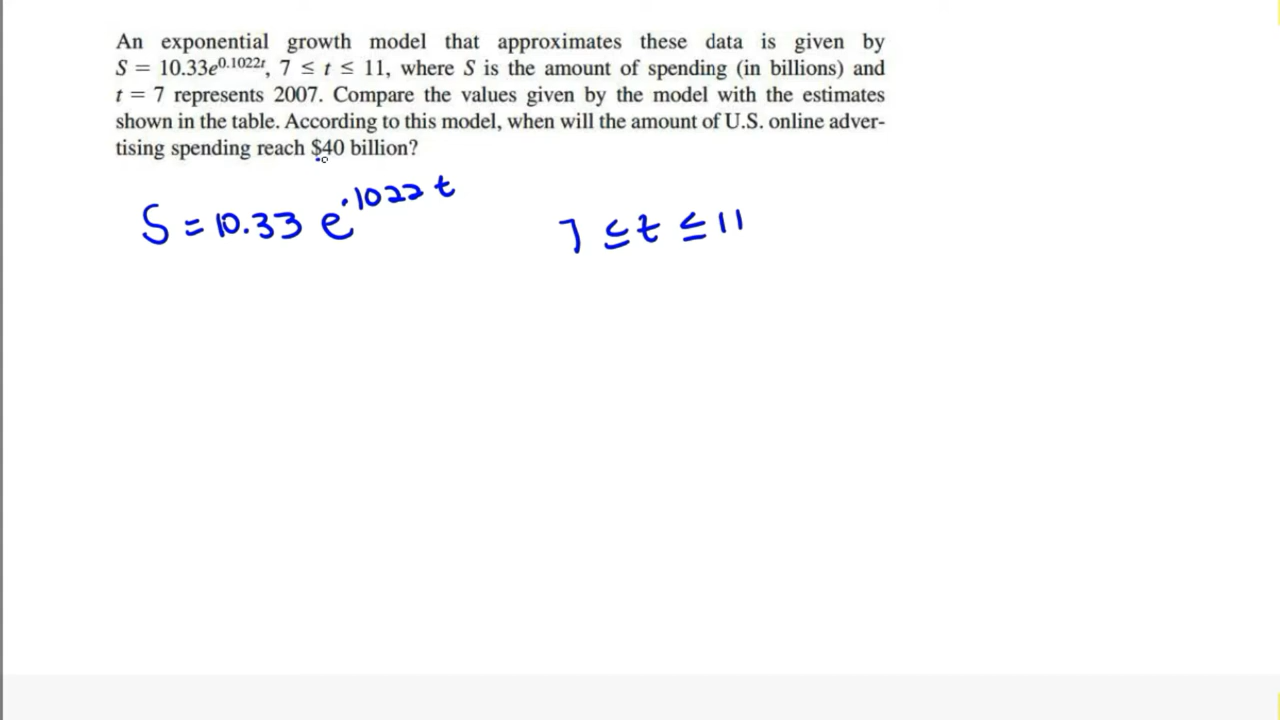 An exponential growth model that approximates these data is given by
S = 10.33e^0.1022t, 7 ≤ t ≤ 11, where S is the amount of spending (in billions) and
t = 7 represents 2007. Compare the values given by the model with the estimates
shown in the table. According to this model, when will the amount of U.S. online adver-
tising spending reach $40 billion?
S = 10.33 e^.1022 t 7 ≤ t ≤ 11